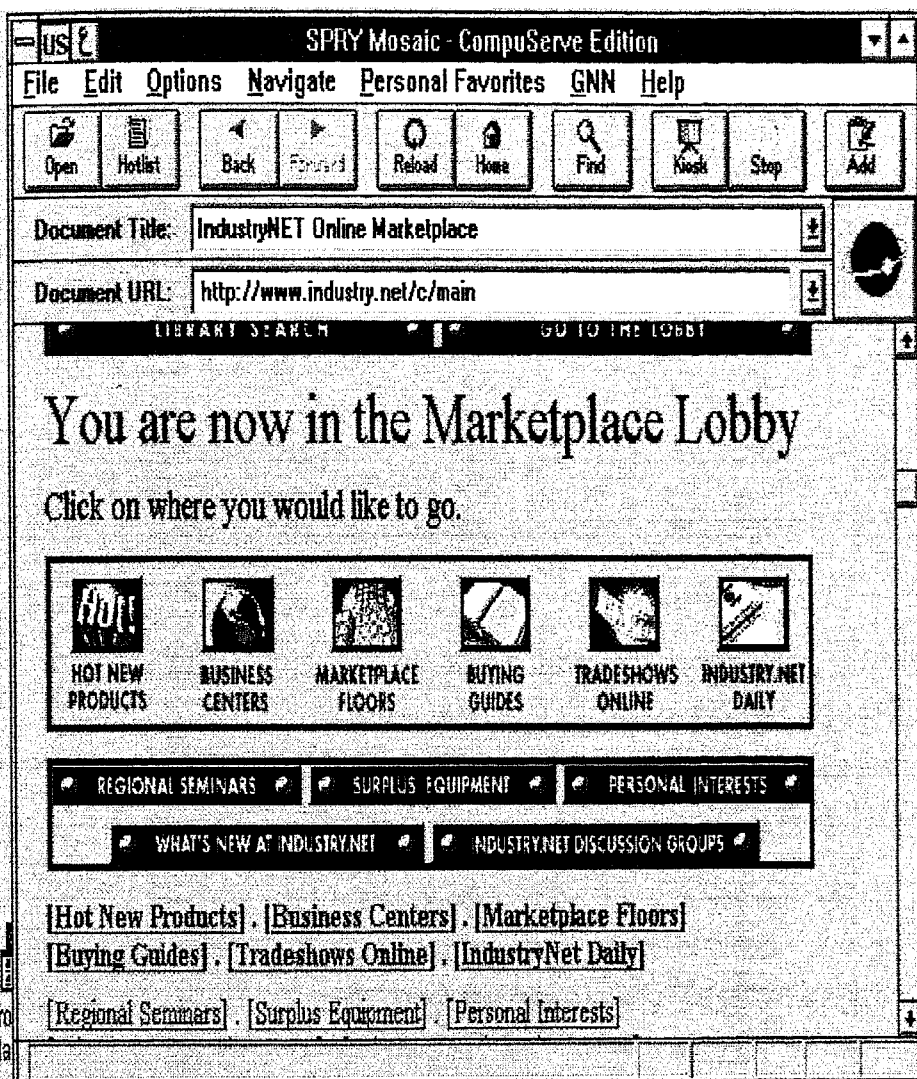 US SPRY Mosaic - CompuServe Edition
File Edit Options Navigate Personal Favorites GNN Help
Open Hotlist Back Forward Reload Home Find Kiosk Stop Add
Document Title: IndustryNET Online Marketplace
Document URL: http://www.industry.net/c/main
LIBRARY SEARCH GO TO THE LOBBY
You are now in the Marketplace Lobby
Click on where you would like to go.
HOT!
HOT NEW PRODUCTS
BUSINESS CENTERS
MARKETPLACE FLOORS
BUYING GUIDES
TRADESHOWS ONLINE
INDUSTRY.NET DAILY
REGIONAL SEMINARS SURPLUS EQUIPMENT PERSONAL INTERESTS
WHAT'S NEW AT INDUSTRY.NET INDUSTRY.NET DISCUSSION GROUPS
[Hot New Products] . [Business Centers] . [Marketplace Floors]
[Buying Guides] . [Tradeshows Online] . [IndustryNet Daily]
[Regional Seminars] . [Surplus Equipment] . [Personal Interests]